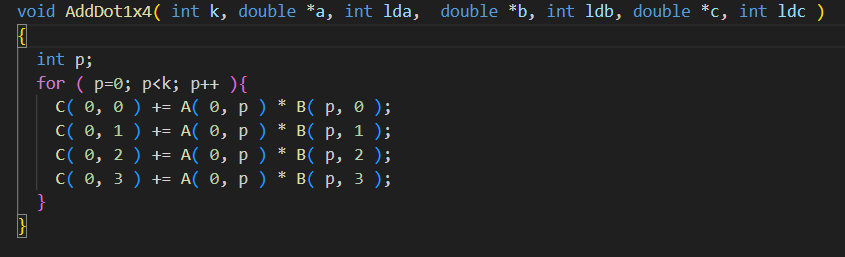 void AddDot1x4( int k, double *a, int lda,  double *b, int ldb, double *c, int ldc )
{
  int p;
  for ( p=0; p<k; p++ ){
    C( 0, 0 ) += A( 0, p ) * B( p, 0 );
    C( 0, 1 ) += A( 0, p ) * B( p, 1 );
    C( 0, 2 ) += A( 0, p ) * B( p, 2 );
    C( 0, 3 ) += A( 0, p ) * B( p, 3 );
  }
}